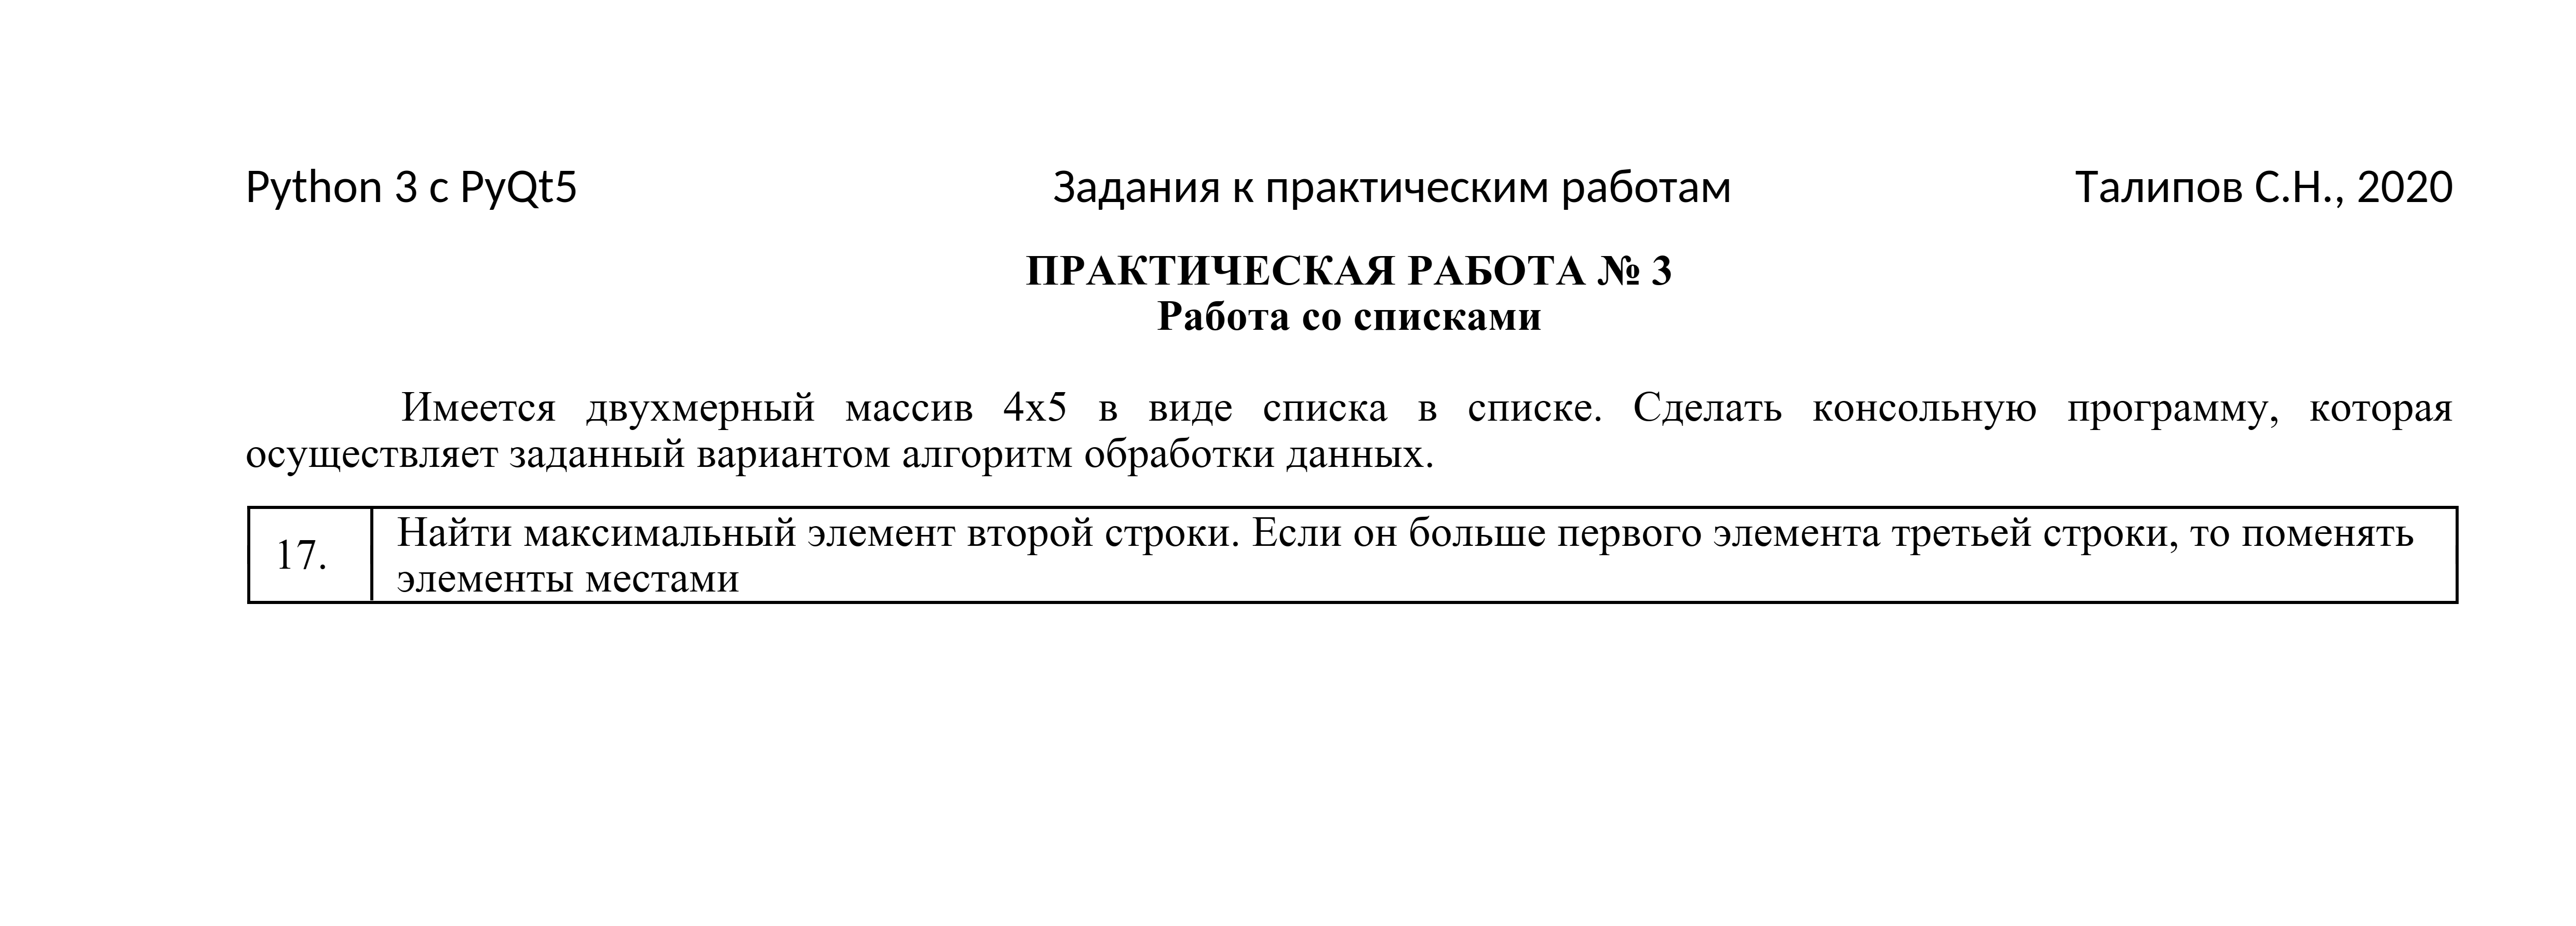 Python 3 с PyQt5 Задания к практическим работам Талипов С.Н., 2020
ПРАКТИЧЕСКАЯ РАБОТА № 3
Работа со списками
Имеется двухмерный массив 4x5 в виде списка в списке. Сделать консольную программу, которая
осуществляет заданный вариантом алгоритм обработки данных.
17. Найти максимальный элемент второй строки. Если он больше первого элемента третьей строки, то поменять
элементы местами